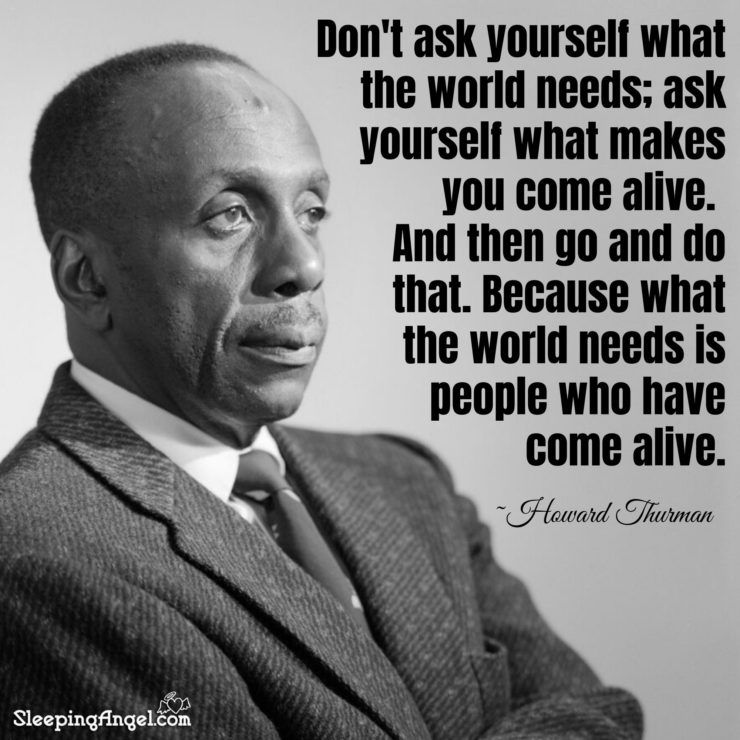 Don't ask yourself what
the world needs; ask
yourself what makes
you come alive.
And then go and do
that. Because what
the world needs is
people who have
come alive.
~Howard Thurman
SleepingAngel.com